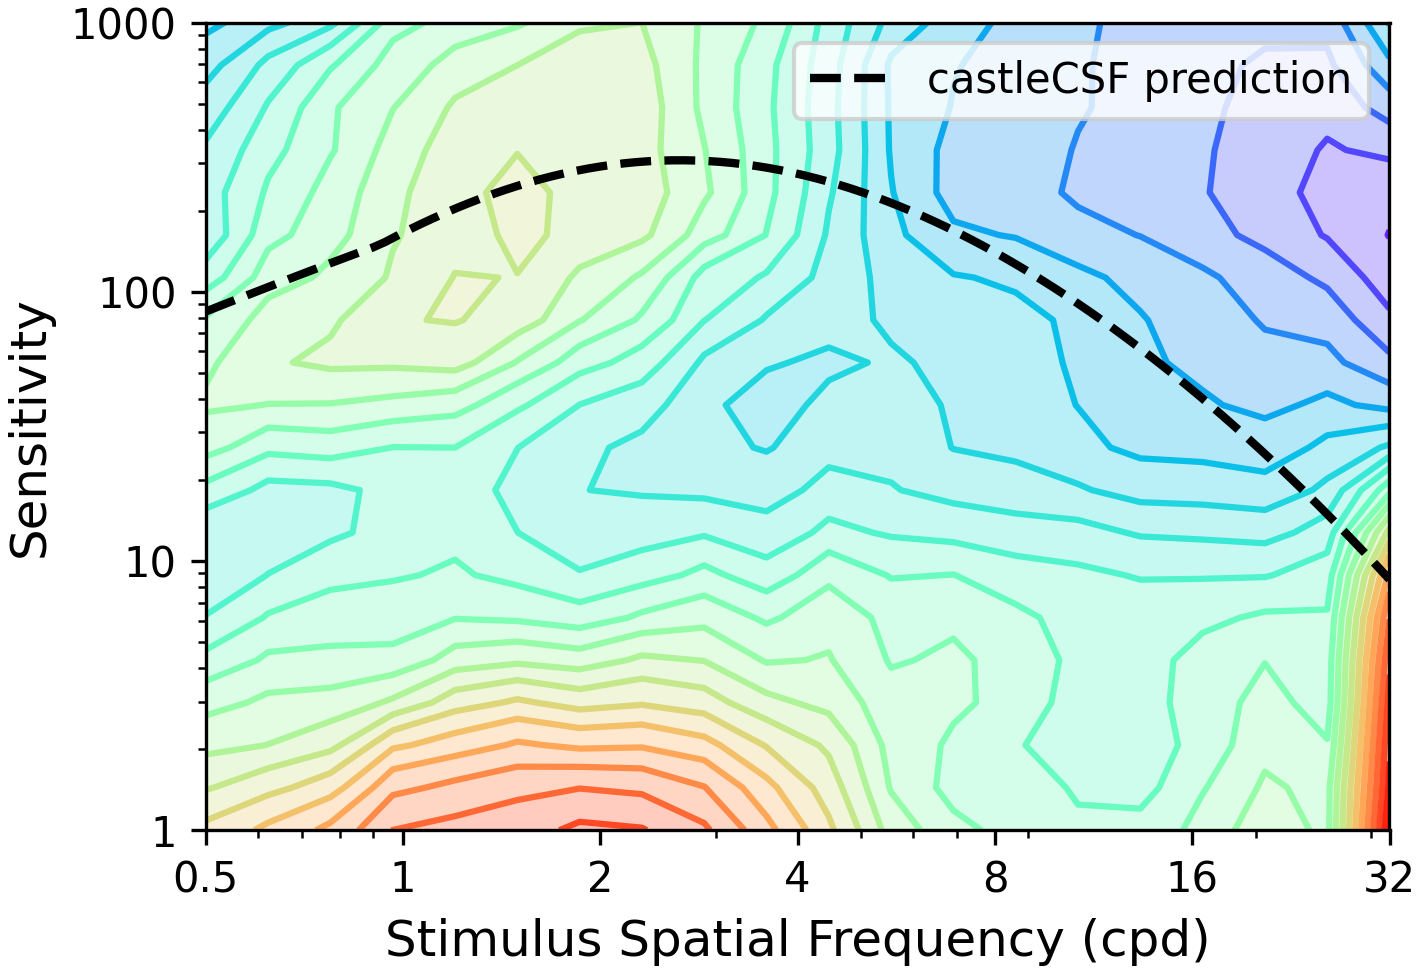 1000
100
10
1
Sensitivity
castleCSF prediction
0.5 1 2 4 8 16 32
Stimulus Spatial Frequency (cpd)